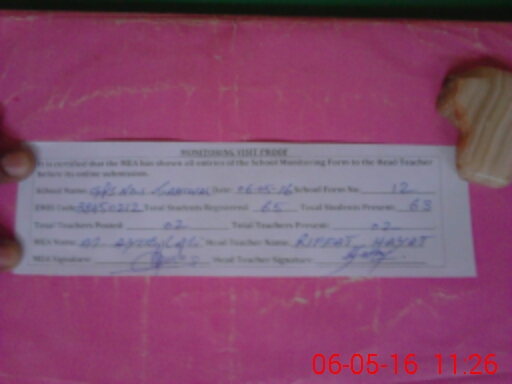 MONITORING VISIT PROOF
It is certified that the MEA has shown all entries of the School Monitoring Form to the Head Teacher
before its online submission.
School Name: GPS Date: 06-05-16 School Form No. 12
EMIS Code: Total Students Registered: 65 Total Students Present: 63
Total Teachers Posted: 02 Total Teachers Present: 02
MEA Name: Head Teacher Name: RIFFAT HAYAT
MEA Signature: Head Teacher Signature:
06-05-16 11:26